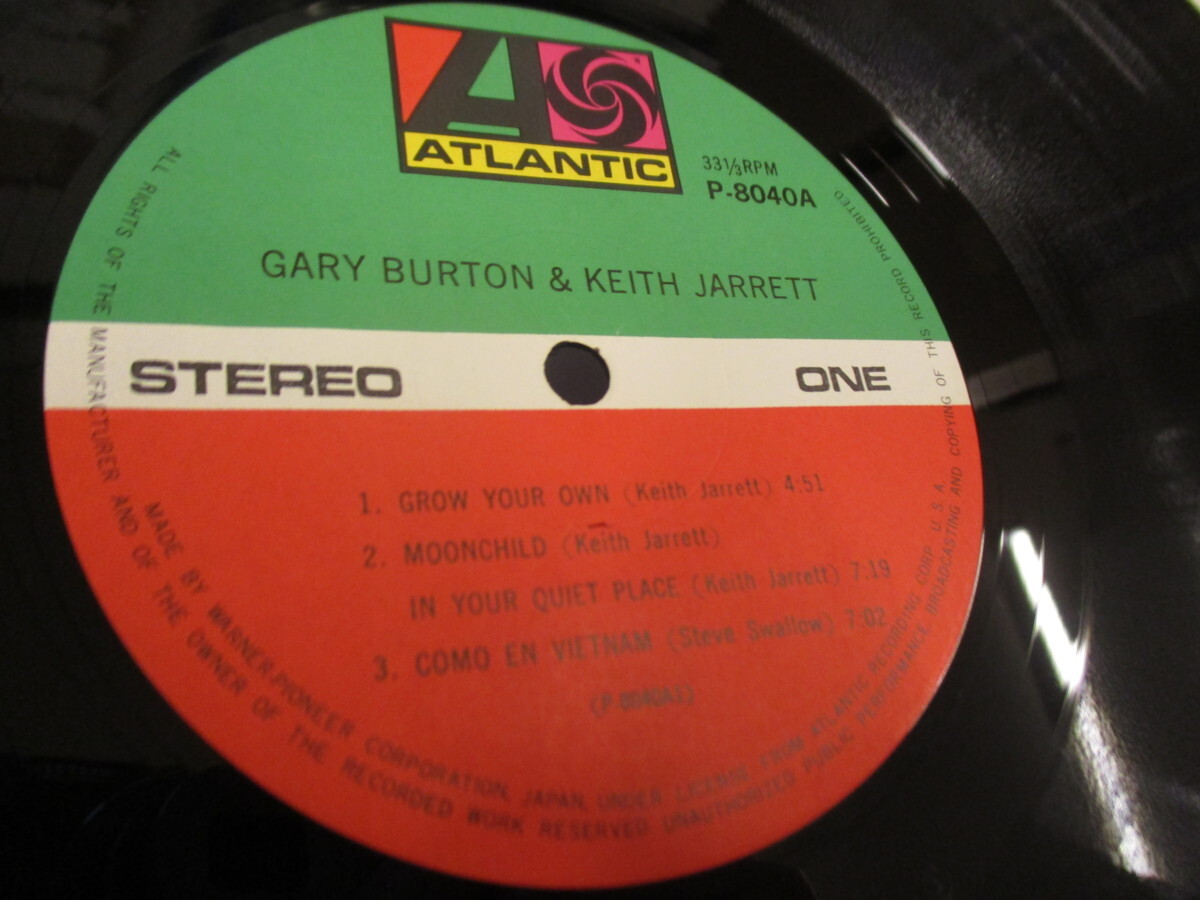 ATLANTIC
33⅓RPM
P-8040A
GARY BURTON & KEITH JARRETT
STEREO
ONE
1. GROW YOUR OWN (Keith Jarrett) 4:51
2. MOONCHILD (Keith Jarrett)
IN YOUR QUIET PLACE (Keith Jarrett) 7:19
3. COMO EN VIETNAM (Steve Swallow) 7:02
MADE BY WARNER-PIONEER CORPORATION, JAPAN, UNDER LICENSE FROM ATLANTIC RECORDING CORP. U. S. A.
ALL RIGHTS OF THE MANUFACTURER AND OF THE OWNER OF THE RECORDED WORK RESERVED UNAUTHORIZED PUBLIC PERFORMANCE, BROADCASTING AND COPYING OF THIS RECORD PROHIBITED